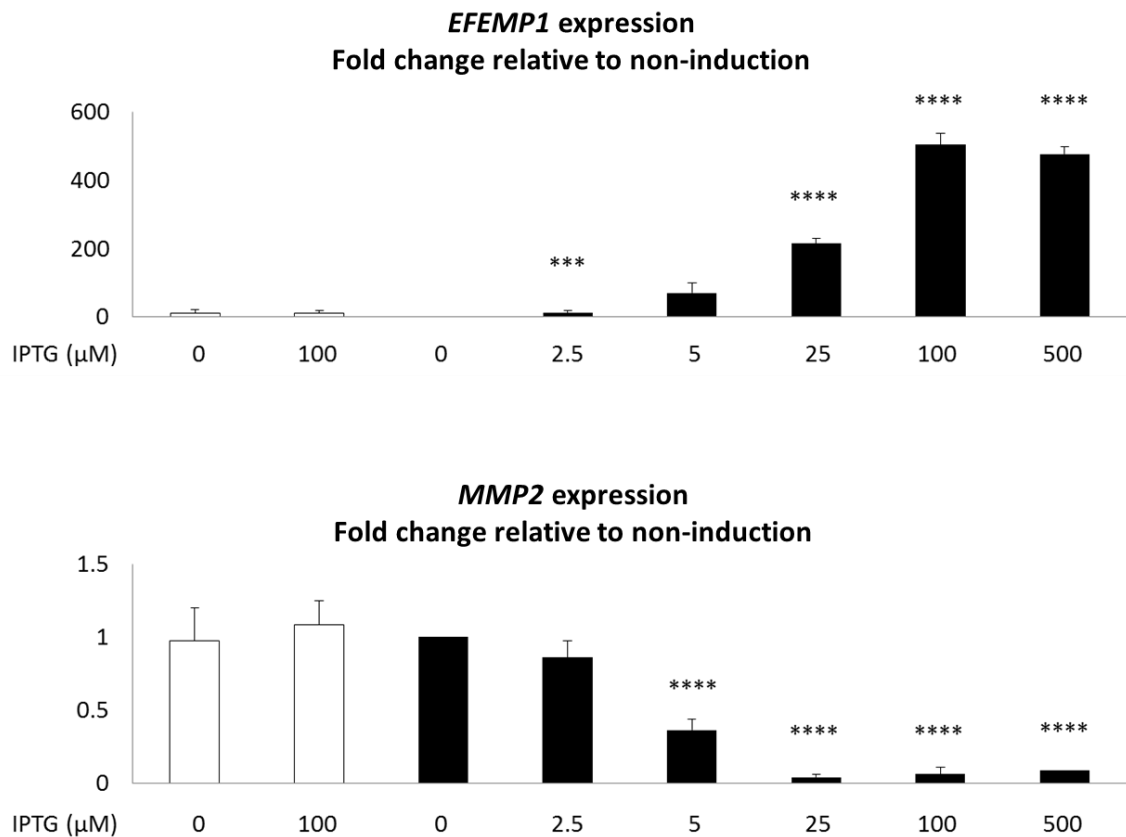 EFEMP1 expression
Fold change relative to non-induction
600
400
200
0
***
****
****
****
IPTG (μM) 0 100 0 2.5 5 25 100 500
MMP2 expression
Fold change relative to non-induction
1.5
1
0.5
0
****
****
****
****
IPTG (μM) 0 100 0 2.5 5 25 100 500